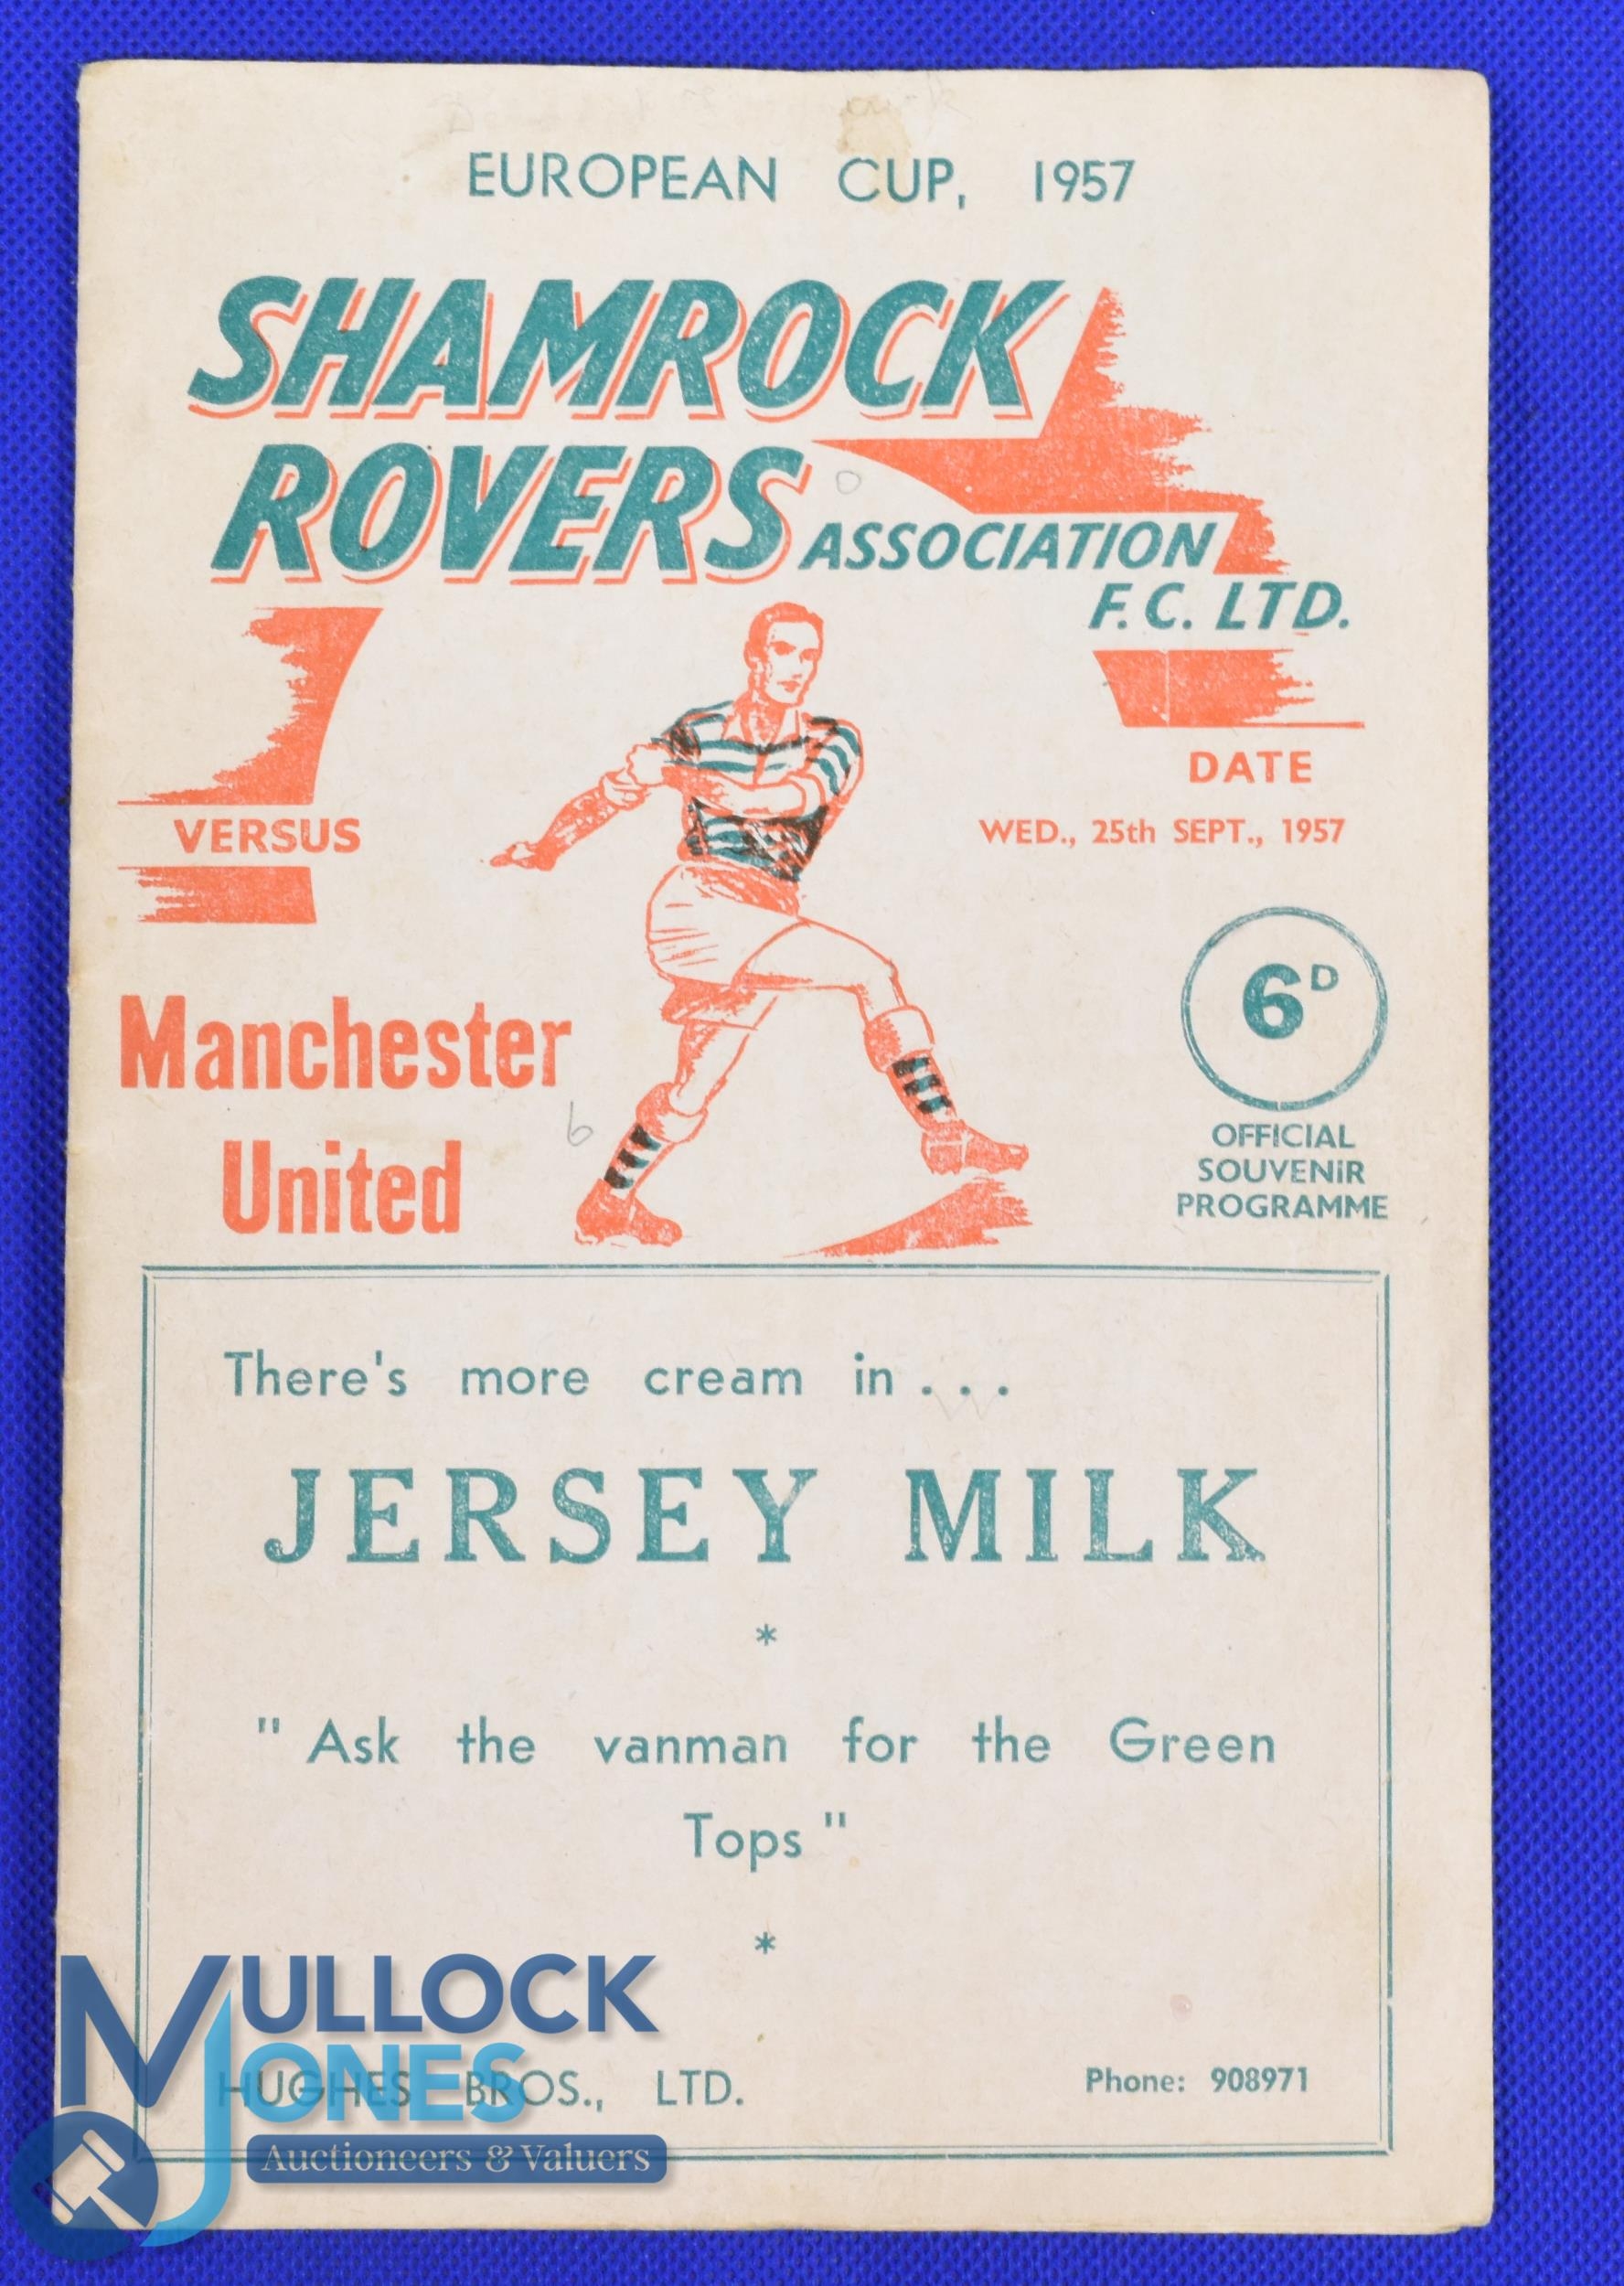 EUROPEAN CUP, 1957
SHAMROCK
ROVERS ASSOCIATION
F.C. LTD.
VERSUS
DATE
WED., 25th SEPT., 1957
Manchester
United
6D
OFFICIAL
SOUVENIR
PROGRAMME
0
6
There's more cream in . . .
JERSEY MILK
*
" Ask the vanman for the Green
Tops "
*
HUGHES BROS., LTD.
Phone: 908971
MULLOCK
JONES
Auctioneers & Valuers